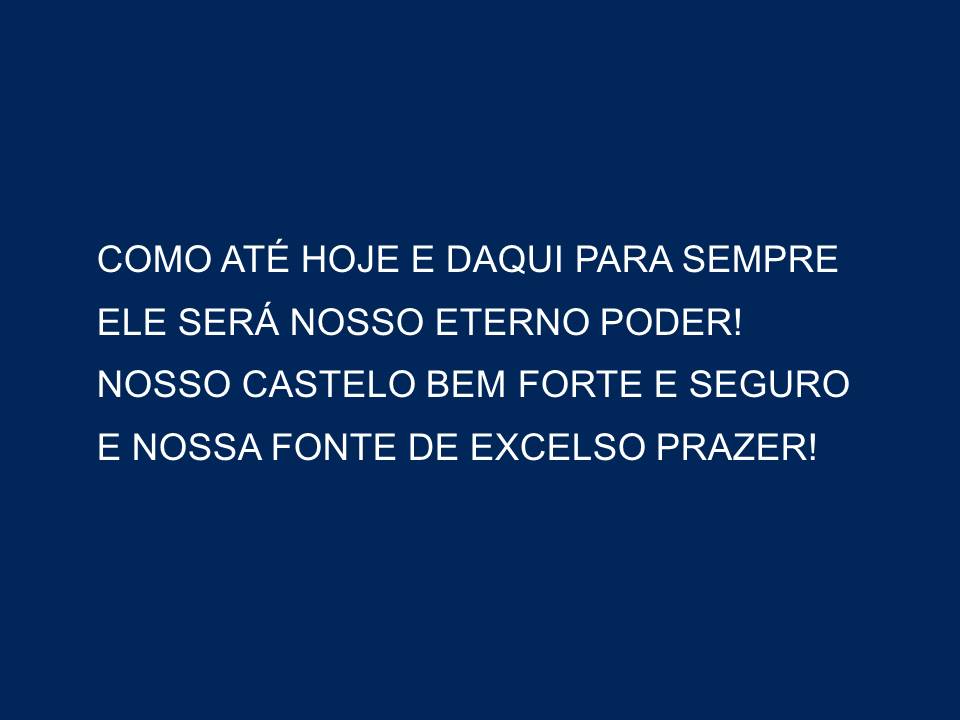 COMO ATÉ HOJE E DAQUI PARA SEMPRE
ELE SERÁ NOSSO ETERNO PODER!
NOSSO CASTELO BEM FORTE E SEGURO
E NOSSA FONTE DE EXCELSO PRAZER!